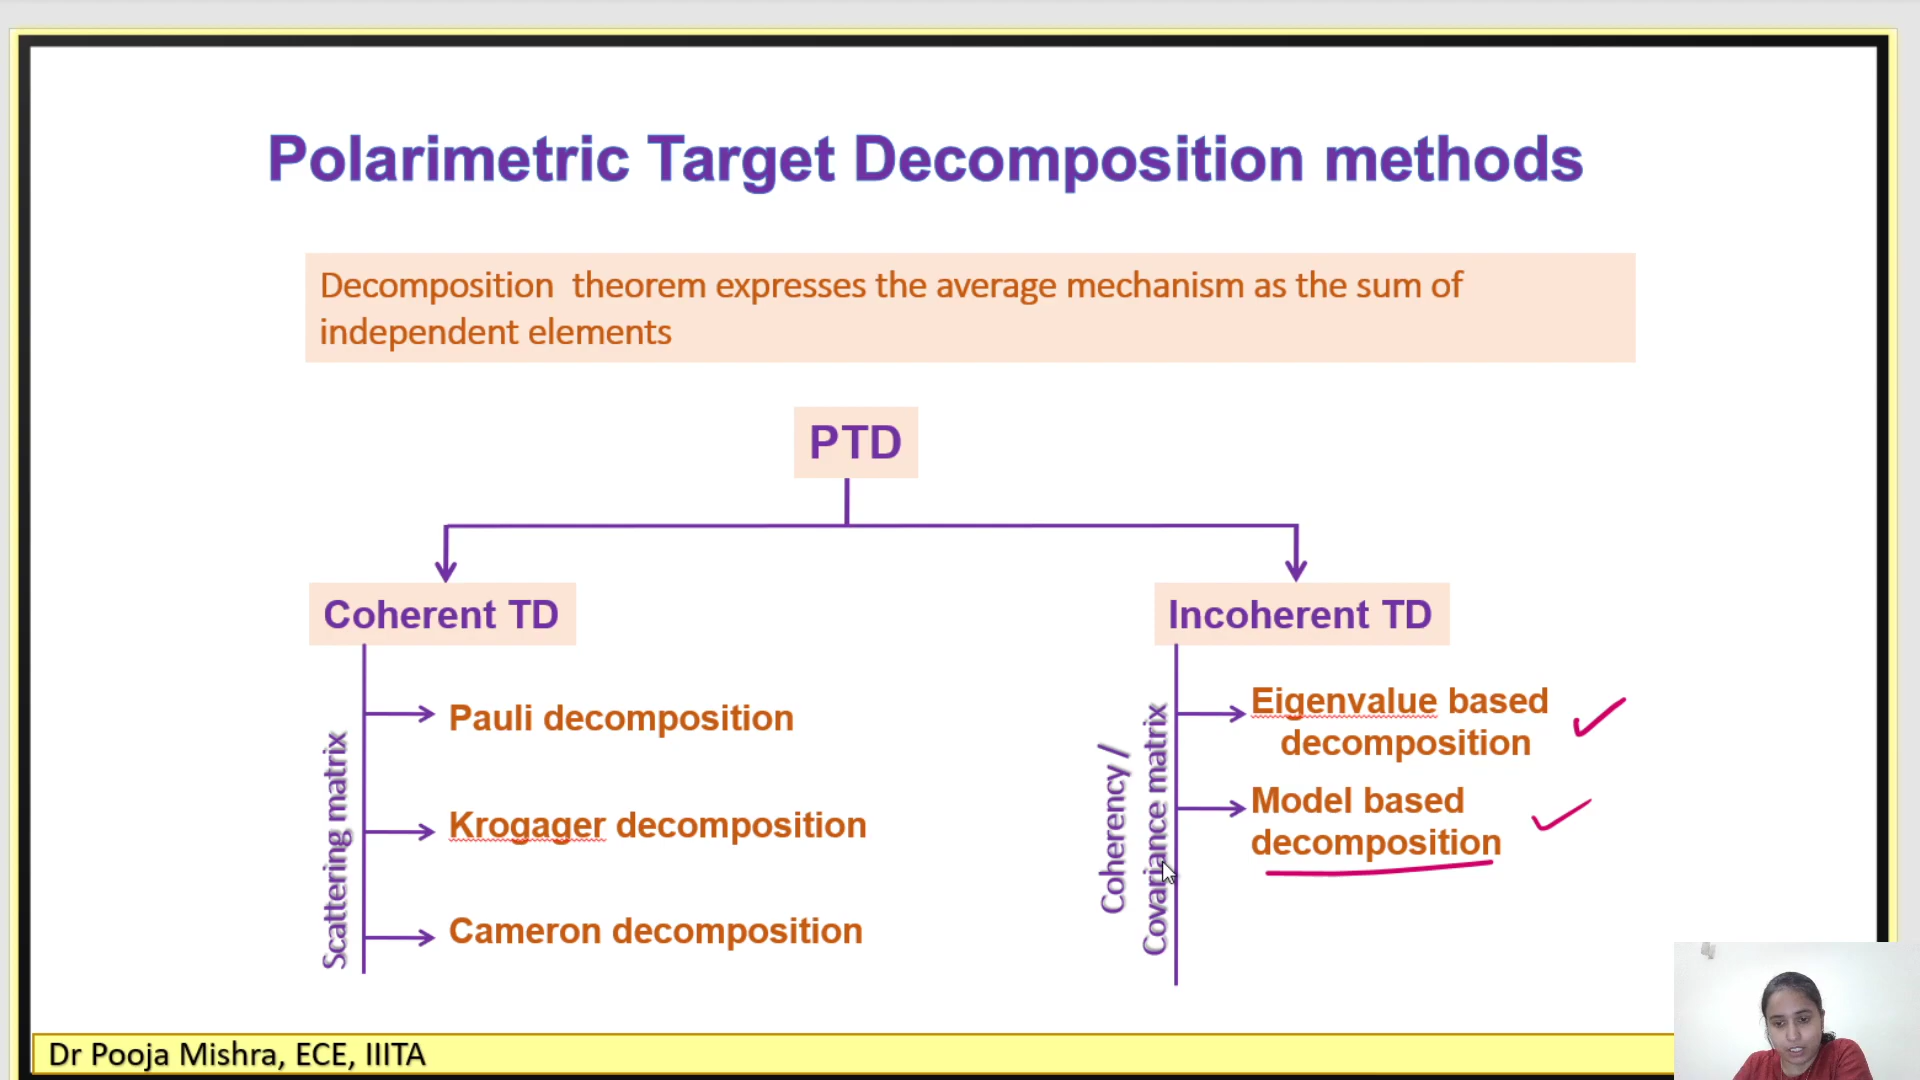 Polarimetric Target Decomposition methods
Decomposition theorem expresses the average mechanism as the sum of
independent elements
PTD
Coherent TD
Scattering matrix
Pauli decomposition
Krogager decomposition
Cameron decomposition
Incoherent TD
Coherency /
Covariance matrix
Eigenvalue based
decomposition
Model based
decomposition
Dr Pooja Mishra, ECE, IIITA